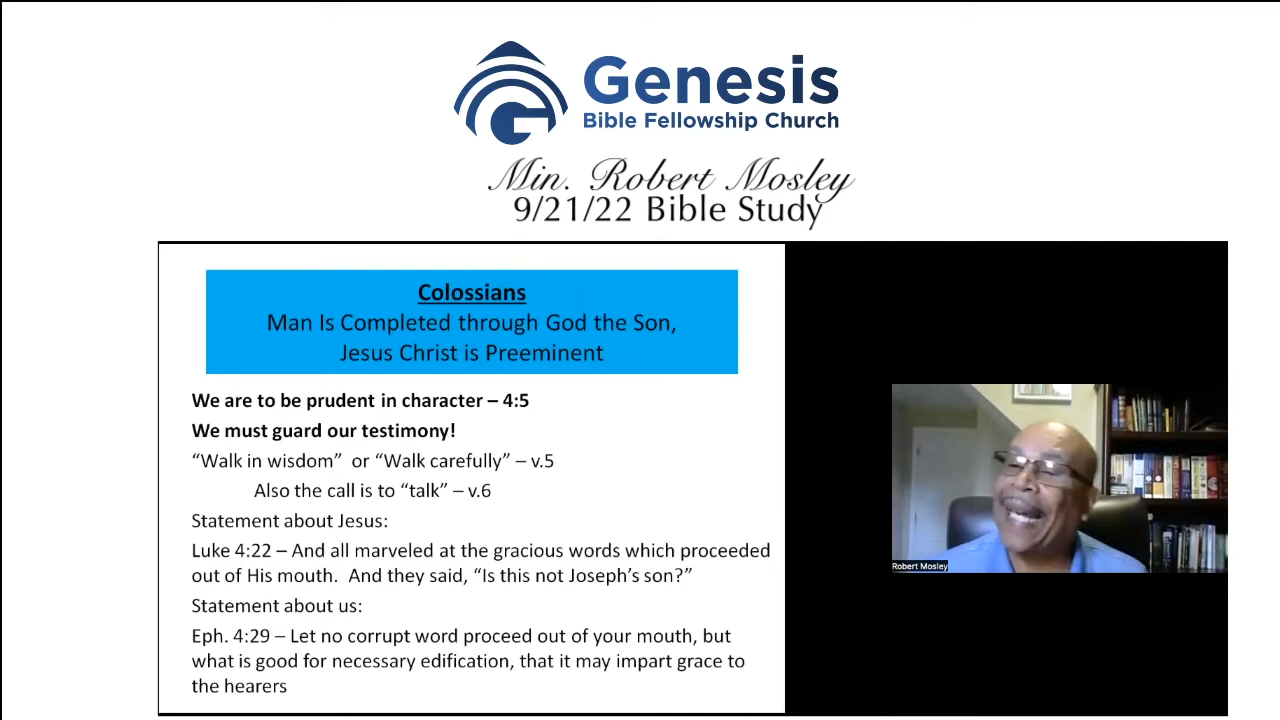 Genesis
Bible Fellowship Church
Min. Robert Mosley
9/21/22 Bible Study
Colossians
Man Is Completed through God the Son,
Jesus Christ is Preeminent
We are to be prudent in character – 4:5
We must guard our testimony!
“Walk in wisdom”  or “Walk carefully” – v.5
Also the call is to “talk” – v.6
Statement about Jesus:
Luke 4:22 – And all marveled at the gracious words which proceeded
out of His mouth.  And they said, “Is this not Joseph’s son?”
Statement about us:
Eph. 4:29 – Let no corrupt word proceed out of your mouth, but
what is good for necessary edification, that it may impart grace to
the hearers
Robert Mosley